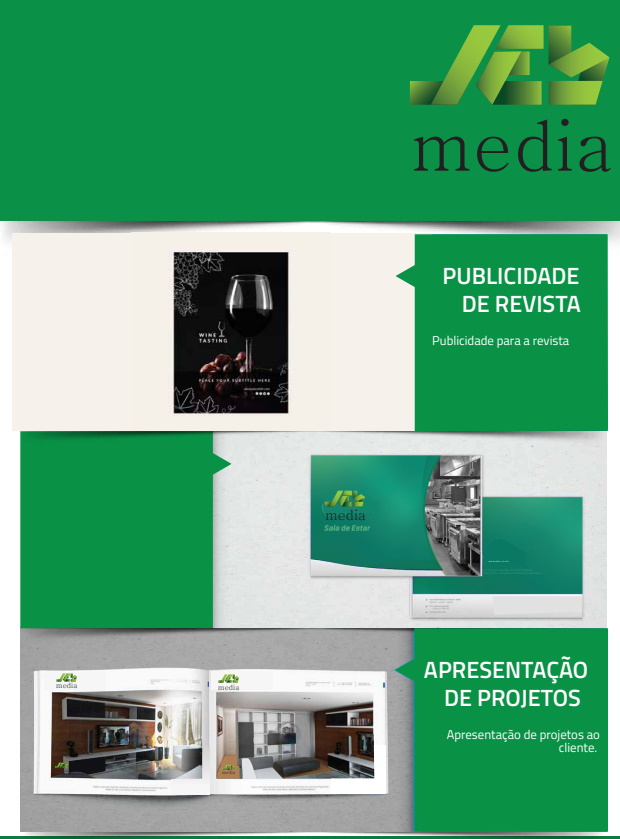 JEB
media
PUBLICIDADE
DE REVISTA
Publicidade para a revista
WINE
TASTING
PLACE YOUR SUBTITLE HERE
media
Sala de Estar
media
media
APRESENTAÇÃO
DE PROJETOS
Apresentação de projetos ao
cliente.